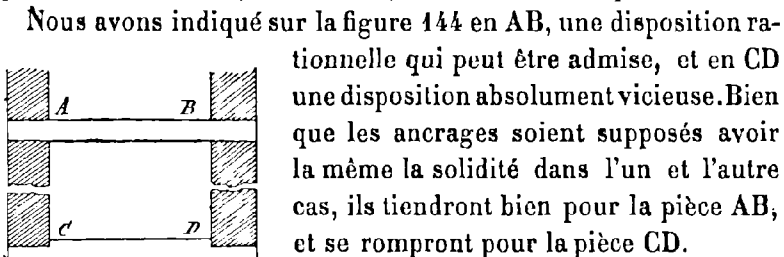 Nous avons indiqué sur la figure 144 en AB, une disposition ra-
tionnelle qui peut être admise, et en CD
une disposition absolument vicieuse. Bien
que les ancrages soient supposés avoir
la même la solidité dans l'un et l'autre
cas, ils tiendront bien pour la pièce AB,
et se rompront pour la pièce CD.
A B
C D